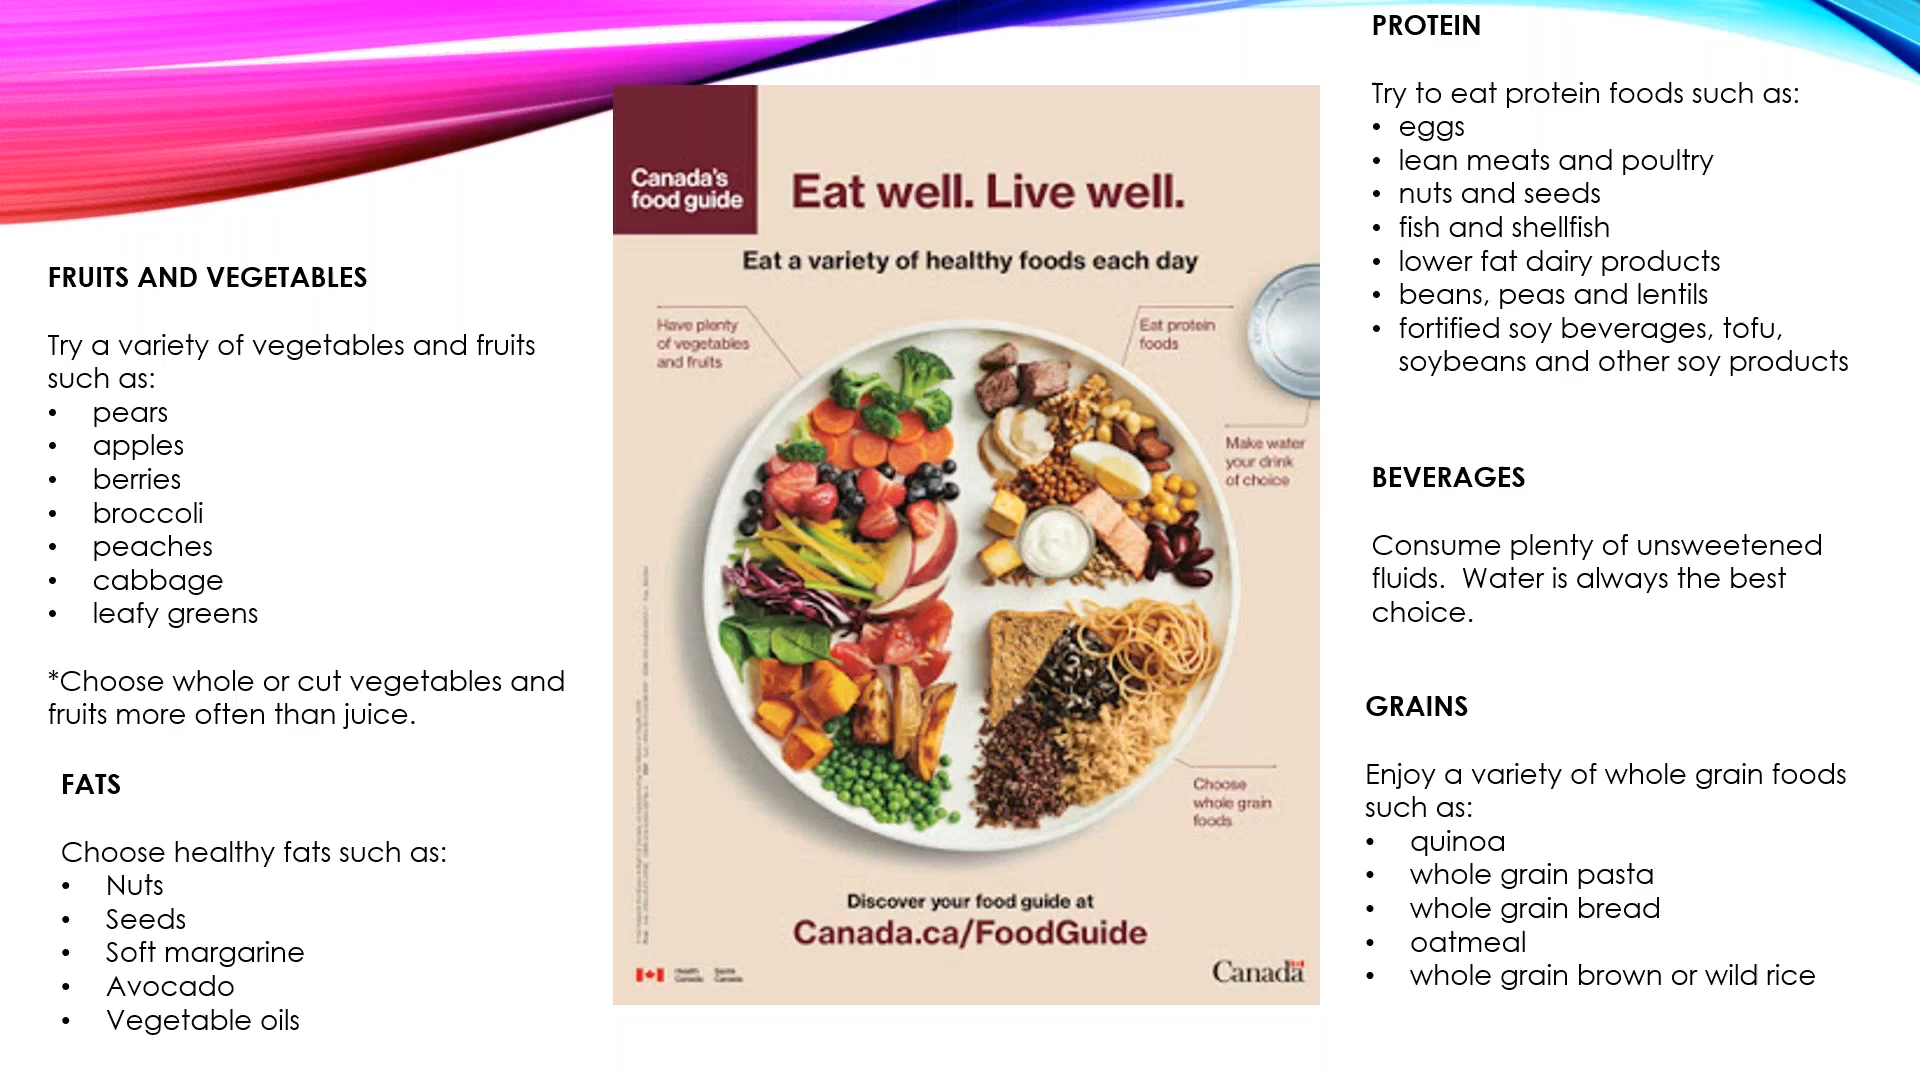 FRUITS AND VEGETABLES
Try a variety of vegetables and fruits
such as:
• pears
• apples
• berries
• broccoli
• peaches
• cabbage
• leafy greens
*Choose whole or cut vegetables and
fruits more often than juice.
FATS
Choose healthy fats such as:
• Nuts
• Seeds
• Soft margarine
• Avocado
• Vegetable oils
Canada's
food guide
Eat well. Live well.
Eat a variety of healthy foods each day
Have plenty
of vegetables
and fruits
Eat protein
foods
Make water
your drink
of choice
Choose
whole grain
foods
Discover your food guide at
Canada.ca/FoodGuide
Health
Canada
Santé
Canada
Canada
PROTEIN
Try to eat protein foods such as:
• eggs
• lean meats and poultry
• nuts and seeds
• fish and shellfish
• lower fat dairy products
• beans, peas and lentils
• fortified soy beverages, tofu,
soybeans and other soy products
BEVERAGES
Consume plenty of unsweetened
fluids.  Water is always the best
choice.
GRAINS
Enjoy a variety of whole grain foods
such as:
• quinoa
• whole grain pasta
• whole grain bread
• oatmeal
• whole grain brown or wild rice